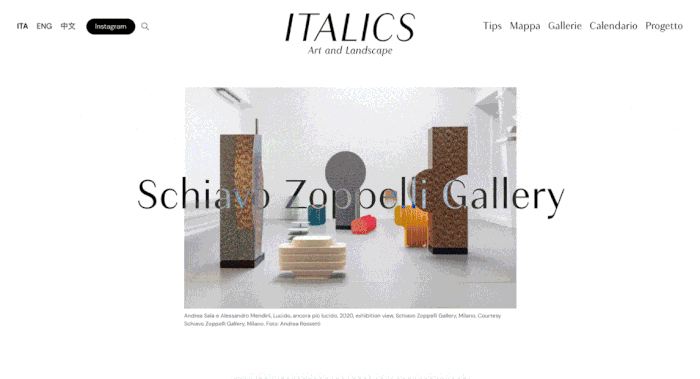 ITA ENG 中文 Instagram
ITALICS
Art and Landscape
Tips Mappa Gallerie Calendario Progetto
Schiavo Zoppelli Gallery
Andrea Sala e Alessandro Mendini, Lucido, ancora più lucido, 2020, exhibition view, Schiavo Zoppelli Gallery, Milano. Courtesy
Schiavo Zoppelli Gallery, Milano. Foto: Andrea Rossetti